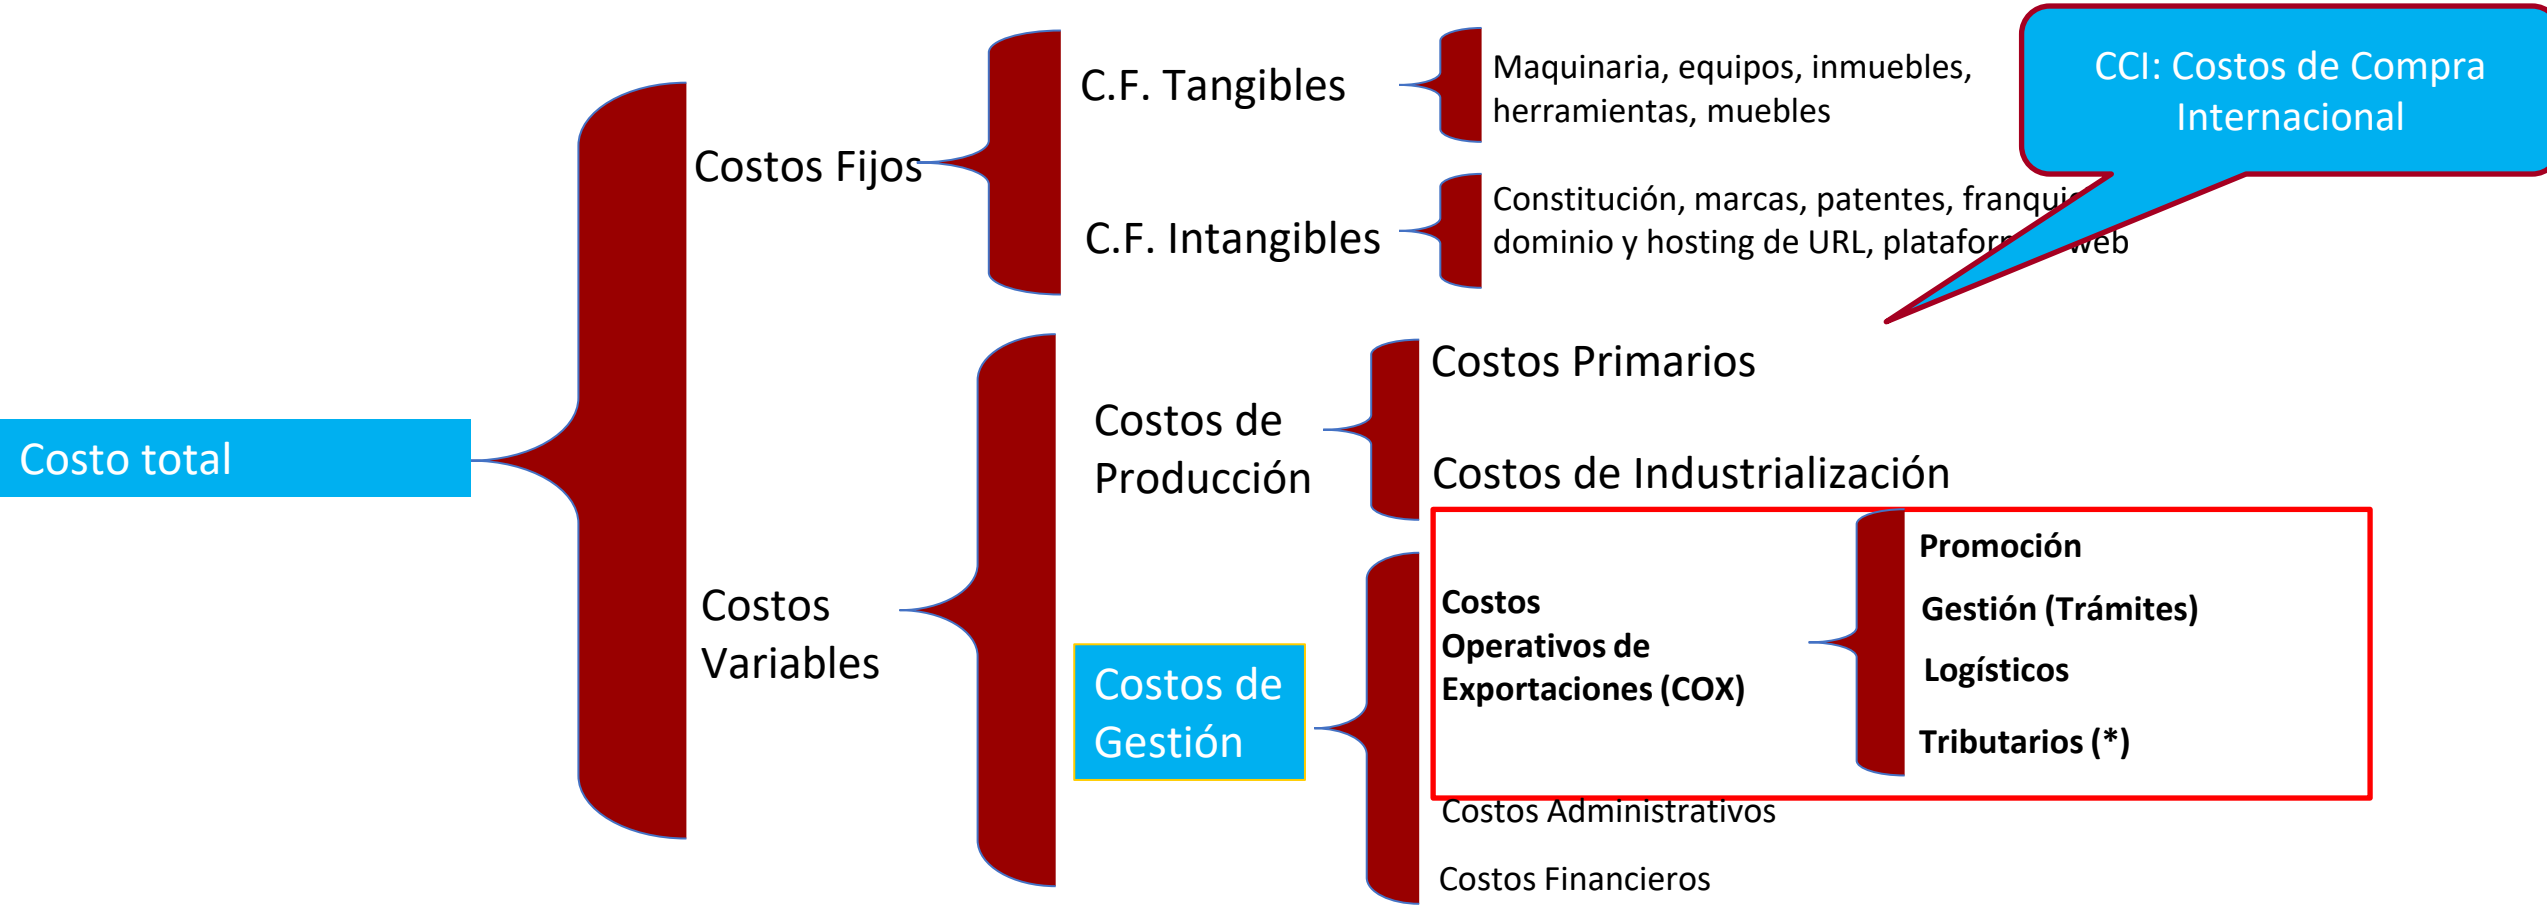 CCI: Costos de Compra
Internacional
C.F. Tangibles
Maquinaria, equipos, inmuebles,
herramientas, muebles
Costos Fijos
C.F. Intangibles
Constitución, marcas, patentes,
dominio y hosting de URL,
Costo total
Costos de
Producción
Costos Primarios
Costos de Industrialización
Costos
Variables
Costos de
Gestión
Costos
Operativos de
Exportaciones (COX)
Promoción
Gestión (Trámites)
Logísticos
Tributarios (*)
Costos Administrativos
Costos Financieros